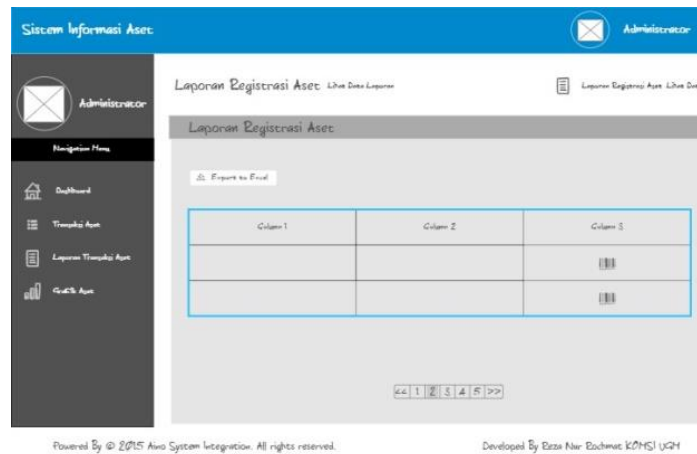 Sistem Informasi Aset
Administrator
Administrator
Laporan Registrasi Aset Lihat Data Laporan
Laporan Registrasi Aset Lihat
Navigation Menu
Laporan Registrasi Aset
Export to Excel
Dashboard
Transaksi Aset
Laporan Transaksi Aset
Grafik Aset
Column 1
Column 2
Column 3
<< 1 2 3 4 5 >>
Powered By © 2015 Aino System Integration. All rights reserved.
Developed By Reza Nur Rochmat KOMSI UGM